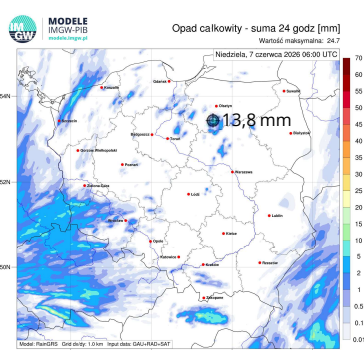 IMGW
MODELE
IMGW-PIB
modele.imgw.pl
Opad całkowity - suma 24 godz [mm]
Wartość maksymalna: 24.7
Niedziela, 7 czerwca 2026 06:00 UTC
Gdańsk
Koszalin
Suwałki
Olsztyn
54N
Szczecin
13,8 mm
Bydgoszcz
Toruń
Białystok
Gorzów Wielkopolski
Poznań
Warszawa
52N
Zielona Góra
Łódź
Wrocław
Lublin
Opole
Kielce
Katowice
Kraków
Rzeszów
50N
Zakopane
70
60
55
50
45
40
35
30
25
20
15
10
5
2
1
0.5
0.1
0.01
Model: RainGRS Grid dx/dy: 1.0 km Input data: GAU+RAD+SAT